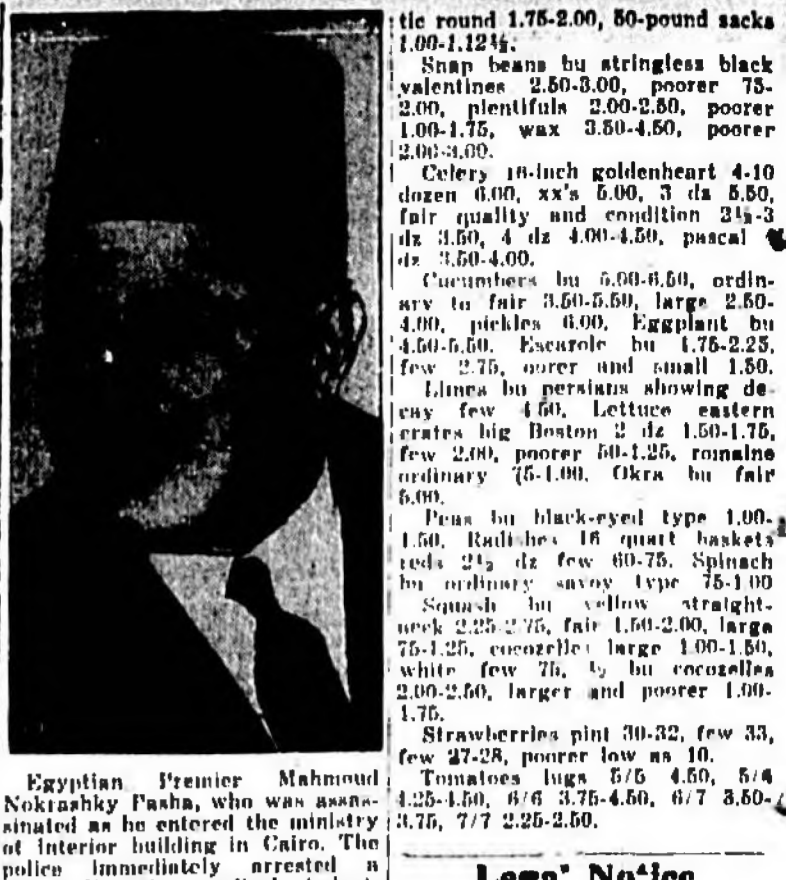 Egyptian Premier Mahmoud
Nokrashky Pasha, who was assas-
sinated as he entered the ministry
of interior building in Cairo. The
police immediately arrested a
tic round 1.75-2.00, 50-pound sacks
1.00-1.12½.
Snap beans bu stringless black
valentines 2.50-3.00, poorer 75-
2.00, plentifuls 2.00-2.50, poorer
1.00-1.75, wax 3.50-4.50, poorer
2.00-3.00.
Celery 16-inch goldenheart 4-10
dozen 6.00, xx's 5.00, 3 dz 5.50,
fair quality and condition 2½-3
dz 3.50, 4 dz 4.00-4.50, pascal
dz 3.50-4.00.
Cucumbers bu 5.00-6.50, ordin-
ary to fair 3.50-5.50, large 2.50-
4.00, pickles 6.00. Eggplant bu
4.50-5.50. Escarole bu 1.75-2.25,
few 2.75, ourer and small 1.50.
Limes bu persians showing de-
cay few 4.50. Lettuce eastern
crates big Boston 2 dz 1.50-1.75,
few 2.00, poorer 50-1.25, romaine
ordinary 75-1.00. Okra bu fair
5.00.
Peas bu black-eyed type 1.00-
1.50. Radishes 16 quart baskets
reds 2½ dz few 60-75. Spinach
bu ordinary savoy type 75-1.00
Squash bu yellow straight-
neck 2.25-2.75, fair 1.50-2.00, large
75-1.25, cocozelles large 1.00-1.50,
white few 75, ½ bu cocozelles
2.00-2.50, larger and poorer 1.00-
1.75.
Strawberries pint 30-32, few 33,
few 27-28, poorer low as 10.
Tomatoes lugs 5/5 4.50, 5/4
4.25-4.50, 6/6 3.75-4.50, 6/7 3.50-
3.75, 7/7 2.25-2.50.
Notice